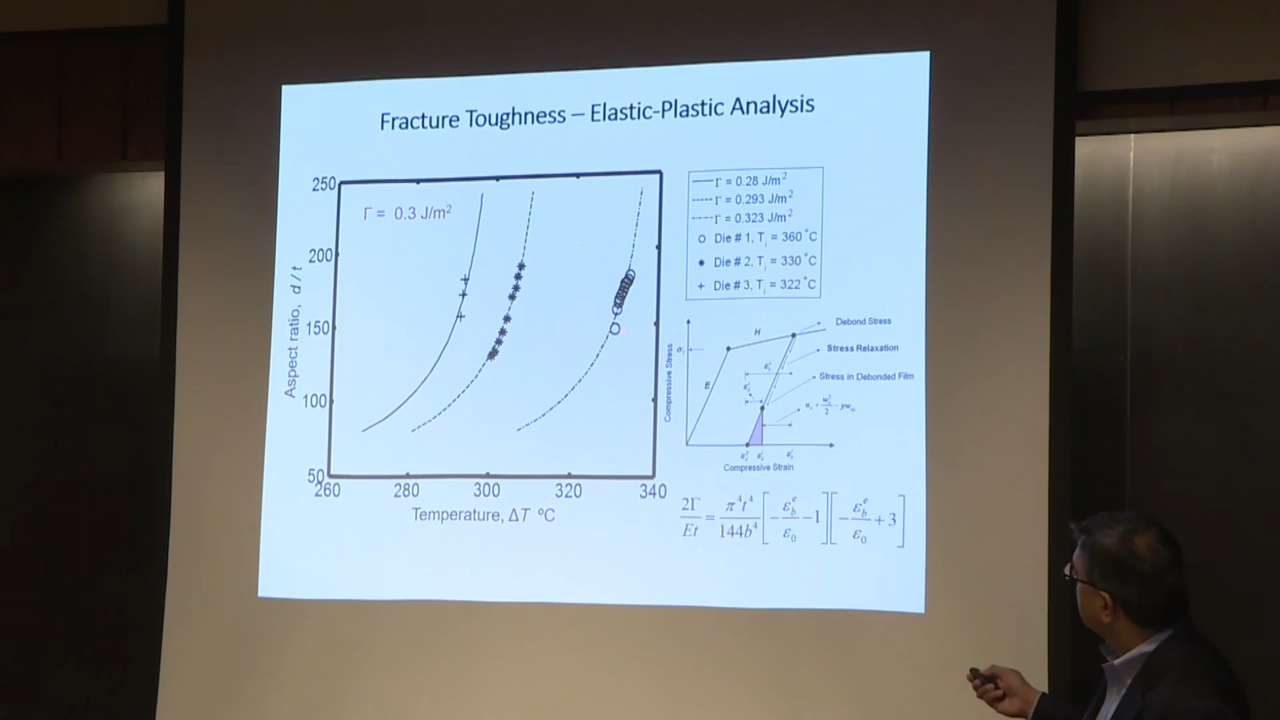 Fracture Toughness – Elastic-Plastic Analysis
250
200
150
100
50
260 280 300 320 340
Aspect ratio, d / t
Temperature, ΔT ºC
Γ = 0.3 J/m²
Γ = 0.28 J/m²
Γ = 0.293 J/m²
Γ = 0.323 J/m²
Die # 1, Tᵢ = 360 °C
Die # 2, Tᵢ = 330 °C
Die # 3, Tᵢ = 322 °C
Compressive Stress
H
E
Debond Stress
Stress Relaxation
Stress in Debonded Film
Compressive Strain
2Γ/Et = π⁴t⁴/144b⁴ [−εᵇᵉ/ε₀ −1][−εᵇᵉ/ε₀ +3]